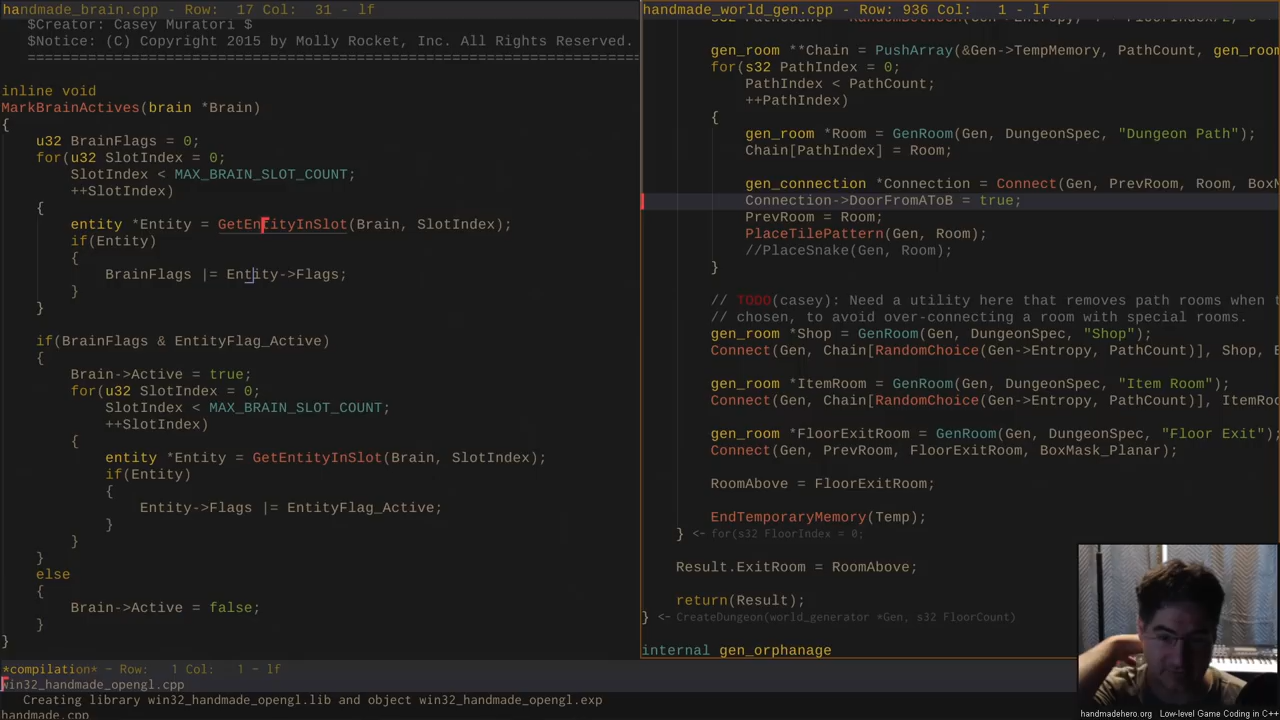 handmade_brain.cpp - Row: 17 Col: 31 - lf
$Creator: Casey Muratori $
$Notice: (C) Copyright 2015 by Molly Rocket, Inc. All Rights Reserved.
========================================================================
inline void
MarkBrainActives(brain *Brain)
{
u32 BrainFlags = 0;
for(u32 SlotIndex = 0;
SlotIndex < MAX_BRAIN_SLOT_COUNT;
++SlotIndex)
{
entity *Entity = GetEntityInSlot(Brain, SlotIndex);
if(Entity)
{
BrainFlags |= Entity->Flags;
}
}
if(BrainFlags & EntityFlag_Active)
{
Brain->Active = true;
for(u32 SlotIndex = 0;
SlotIndex < MAX_BRAIN_SLOT_COUNT;
++SlotIndex)
{
entity *Entity = GetEntityInSlot(Brain, SlotIndex);
if(Entity)
{
Entity->Flags |= EntityFlag_Active;
}
}
}
else
{
Brain->Active = false;
}
}
handmade_world_gen.cpp - Row: 936 Col: 1 - lf
gen_room **Chain = PushArray(&Gen->TempMemory, PathCount, gen_room
for(s32 PathIndex = 0;
PathIndex < PathCount;
++PathIndex)
{
gen_room *Room = GenRoom(Gen, DungeonSpec, "Dungeon Path");
Chain[PathIndex] = Room;
gen_connection *Connection = Connect(Gen, PrevRoom, Room, BoxM
Connection->DoorFromAToB = true;
PrevRoom = Room;
PlaceTilePattern(Gen, Room);
//PlaceSnake(Gen, Room);
}
// TODO(casey): Need a utility here that removes path rooms when t
// chosen, to avoid over-connecting a room with special rooms.
gen_room *Shop = GenRoom(Gen, DungeonSpec, "Shop");
Connect(Gen, Chain[RandomChoice(Gen->Entropy, PathCount)], Shop, B
gen_room *ItemRoom = GenRoom(Gen, DungeonSpec, "Item Room");
Connect(Gen, Chain[RandomChoice(Gen->Entropy, PathCount)], ItemRoo
gen_room *FloorExitRoom = GenRoom(Gen, DungeonSpec, "Floor Exit");
Connect(Gen, PrevRoom, FloorExitRoom, BoxMask_Planar);
RoomAbove = FloorExitRoom;
EndTemporaryMemory(Temp);
} <- for(s32 FloorIndex = 0;
Result.ExitRoom = RoomAbove;
return(Result);
} <- CreateDungeon(world_generator *Gen, s32 FloorCount)
internal gen_orphanage
*compilation* - Row: 1 Col: 1 - lf
win32_handmade_opengl.cpp
Creating library win32_handmade_opengl.lib and object win32_handmade_opengl.exp
handmade.cpp
handmadehero.org - Low-level Game Coding in C++